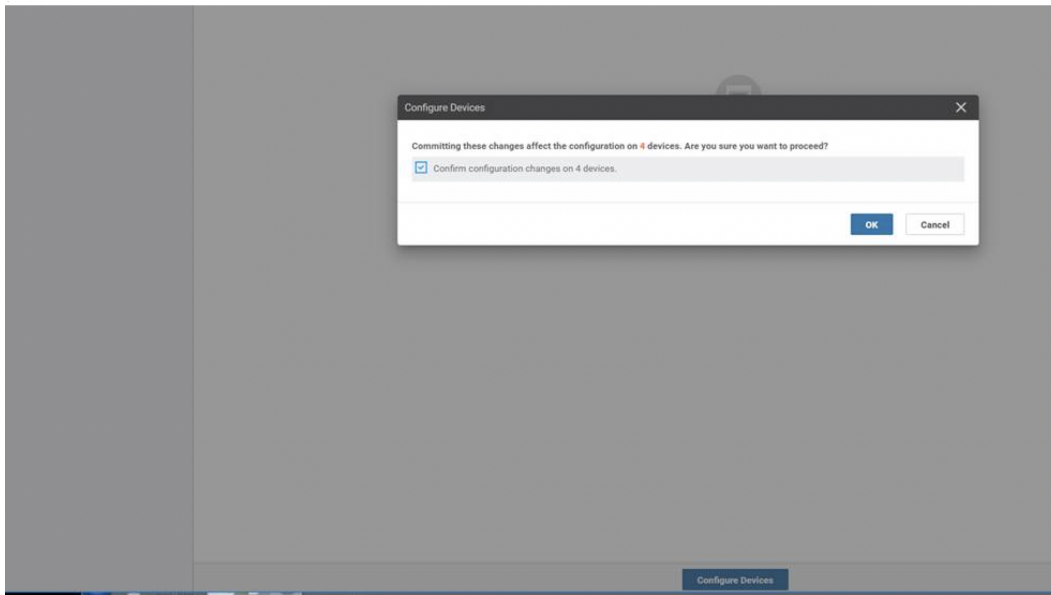 Configure Devices
Committing these changes affect the configuration on 4 devices. Are you sure you want to proceed?
Confirm configuration changes on 4 devices.
OK Cancel
Configure Devices